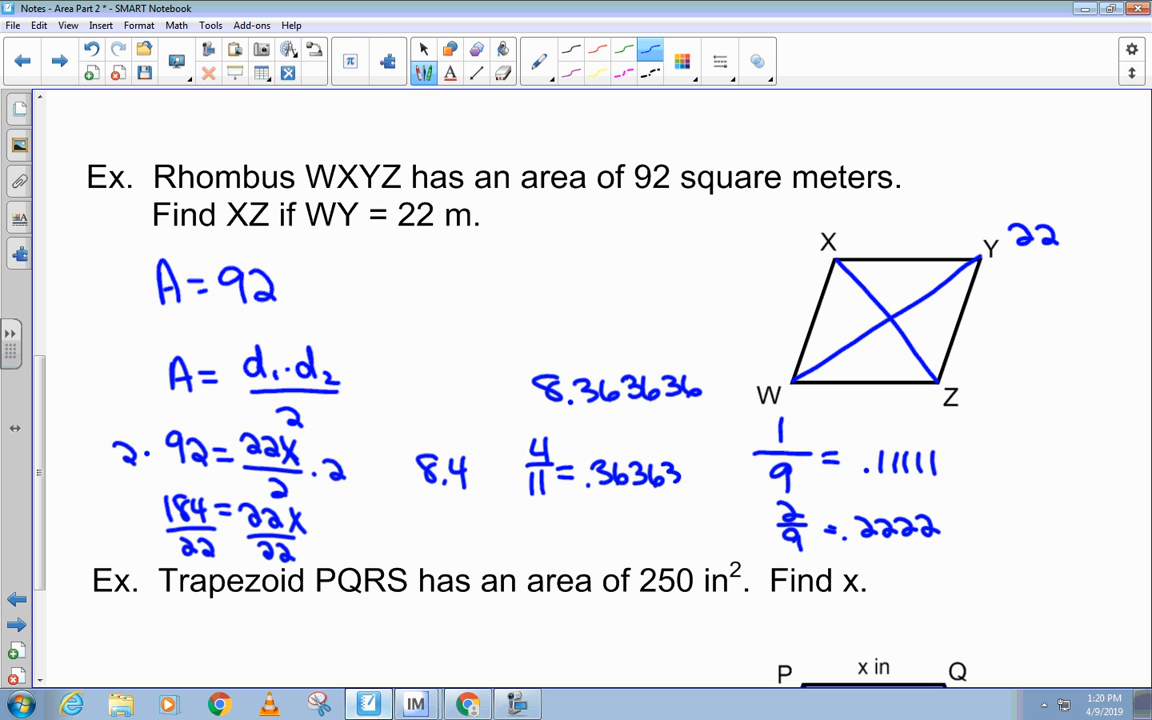 Notes - Area Part 2 * - SMART Notebook
File Edit View Insert Format Math Tools Add-ons Help
Ex. Rhombus WXYZ has an area of 92 square meters.
Find XZ if WY = 22 m.
X Y 22
A = 92
A = d₁·d₂/2
8.363636
W Z
2· 92 = 22x/2 ·2 8.4 4/11 = .36363 1/9 = .11111
184/22 = 22x/22 2/9 = .2222
Ex. Trapezoid PQRS has an area of 250 in². Find x.
P x in Q
IM
1:20 PM
4/9/2019